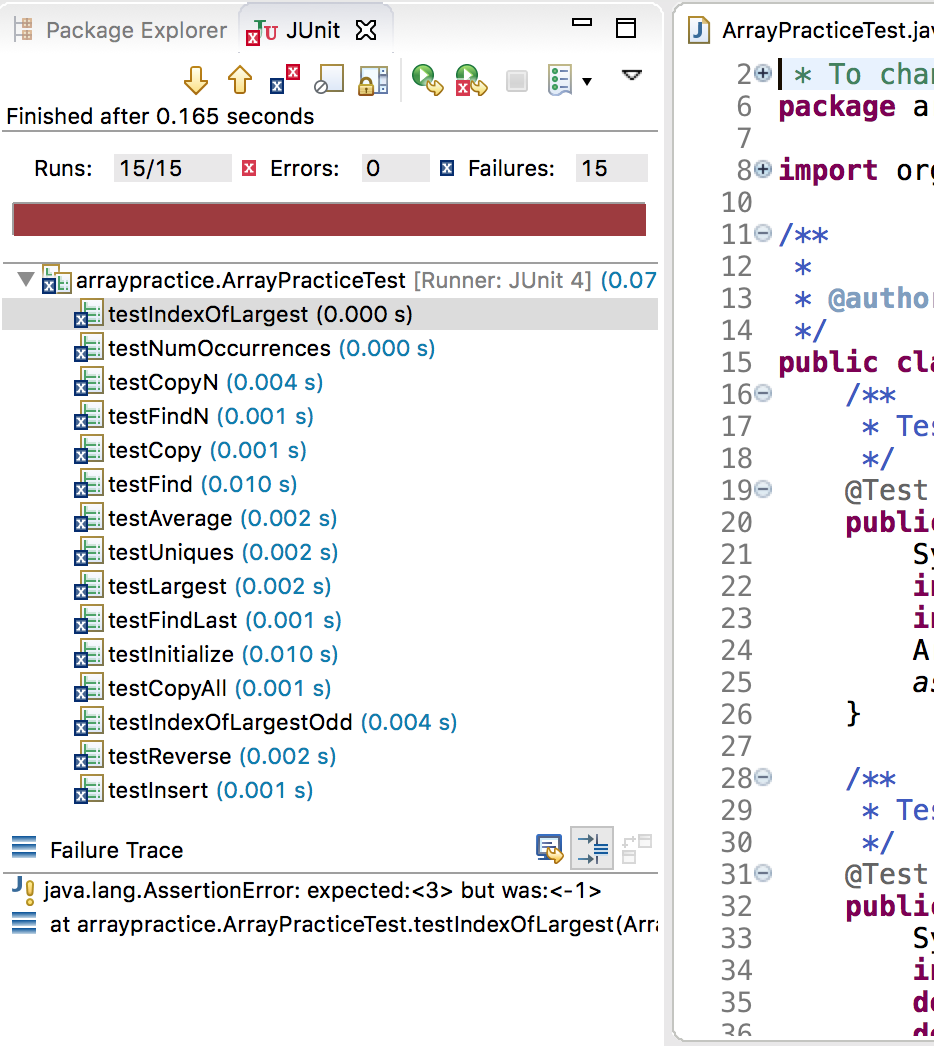 Package Explorer
JUnit
Finished after 0.165 seconds
Runs: 15/15 Errors: 0 Failures: 15
arraypractice.ArrayPracticeTest [Runner: JUnit 4] (0.07
testIndexOfLargest (0.000 s)
testNumOccurrences (0.000 s)
testCopyN (0.004 s)
testFindN (0.001 s)
testCopy (0.001 s)
testFind (0.010 s)
testAverage (0.002 s)
testUniques (0.002 s)
testLargest (0.002 s)
testFindLast (0.001 s)
testInitialize (0.010 s)
testCopyAll (0.001 s)
testIndexOfLargestOdd (0.004 s)
testReverse (0.002 s)
testInsert (0.001 s)
Failure Trace
java.lang.AssertionError: expected:<3> but was:<-1>
at arraypractice.ArrayPracticeTest.testIndexOfLargest(Arra
ArrayPracticeTest.jav
2 * To chan
6 package a
7
8 import org
10
11 /**
12 *
13 * @author
14 */
15 public cla
16 /**
17 * Tes
18 */
19 @Test
20 public
21 Sy
22 in
23 in
24 A
25 as
26 }
27
28 /**
29 * Tes
30 */
31 @Test
32 public
33 Sy
34 in
35 do
36 do